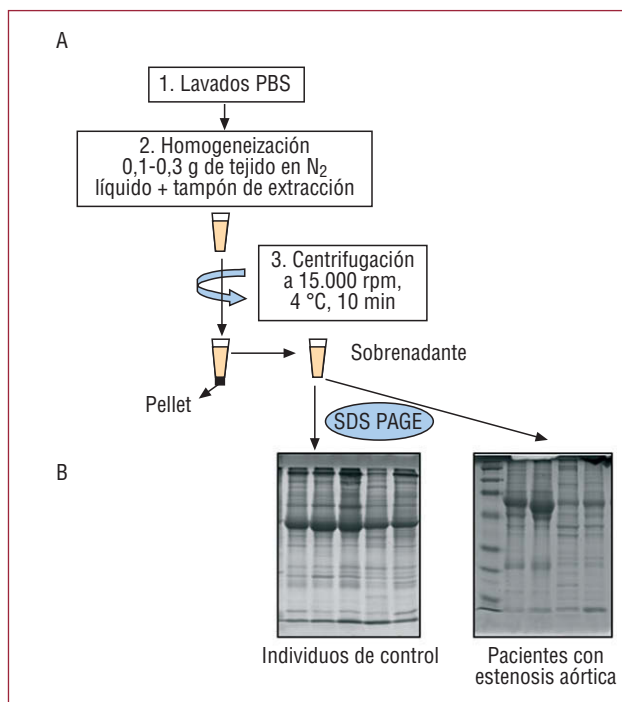 A
1. Lavados PBS
2. Homogeneización
0,1-0,3 g de tejido en N2
líquido + tampón de extracción
3. Centrifugación
a 15.000 rpm,
4 °C, 10 min
Sobrenadante
Pellet
SDS PAGE
B
Individuos de control
Pacientes con
estenosis aórtica